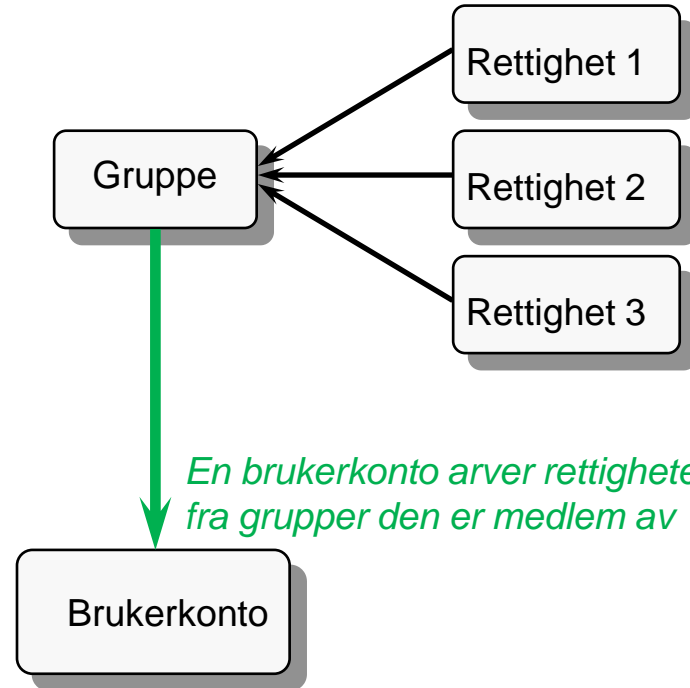 Rettighet 1
Gruppe
Rettighet 2
Rettighet 3
En brukerkonto arver rettighete
fra grupper den er medlem av
Brukerkonto